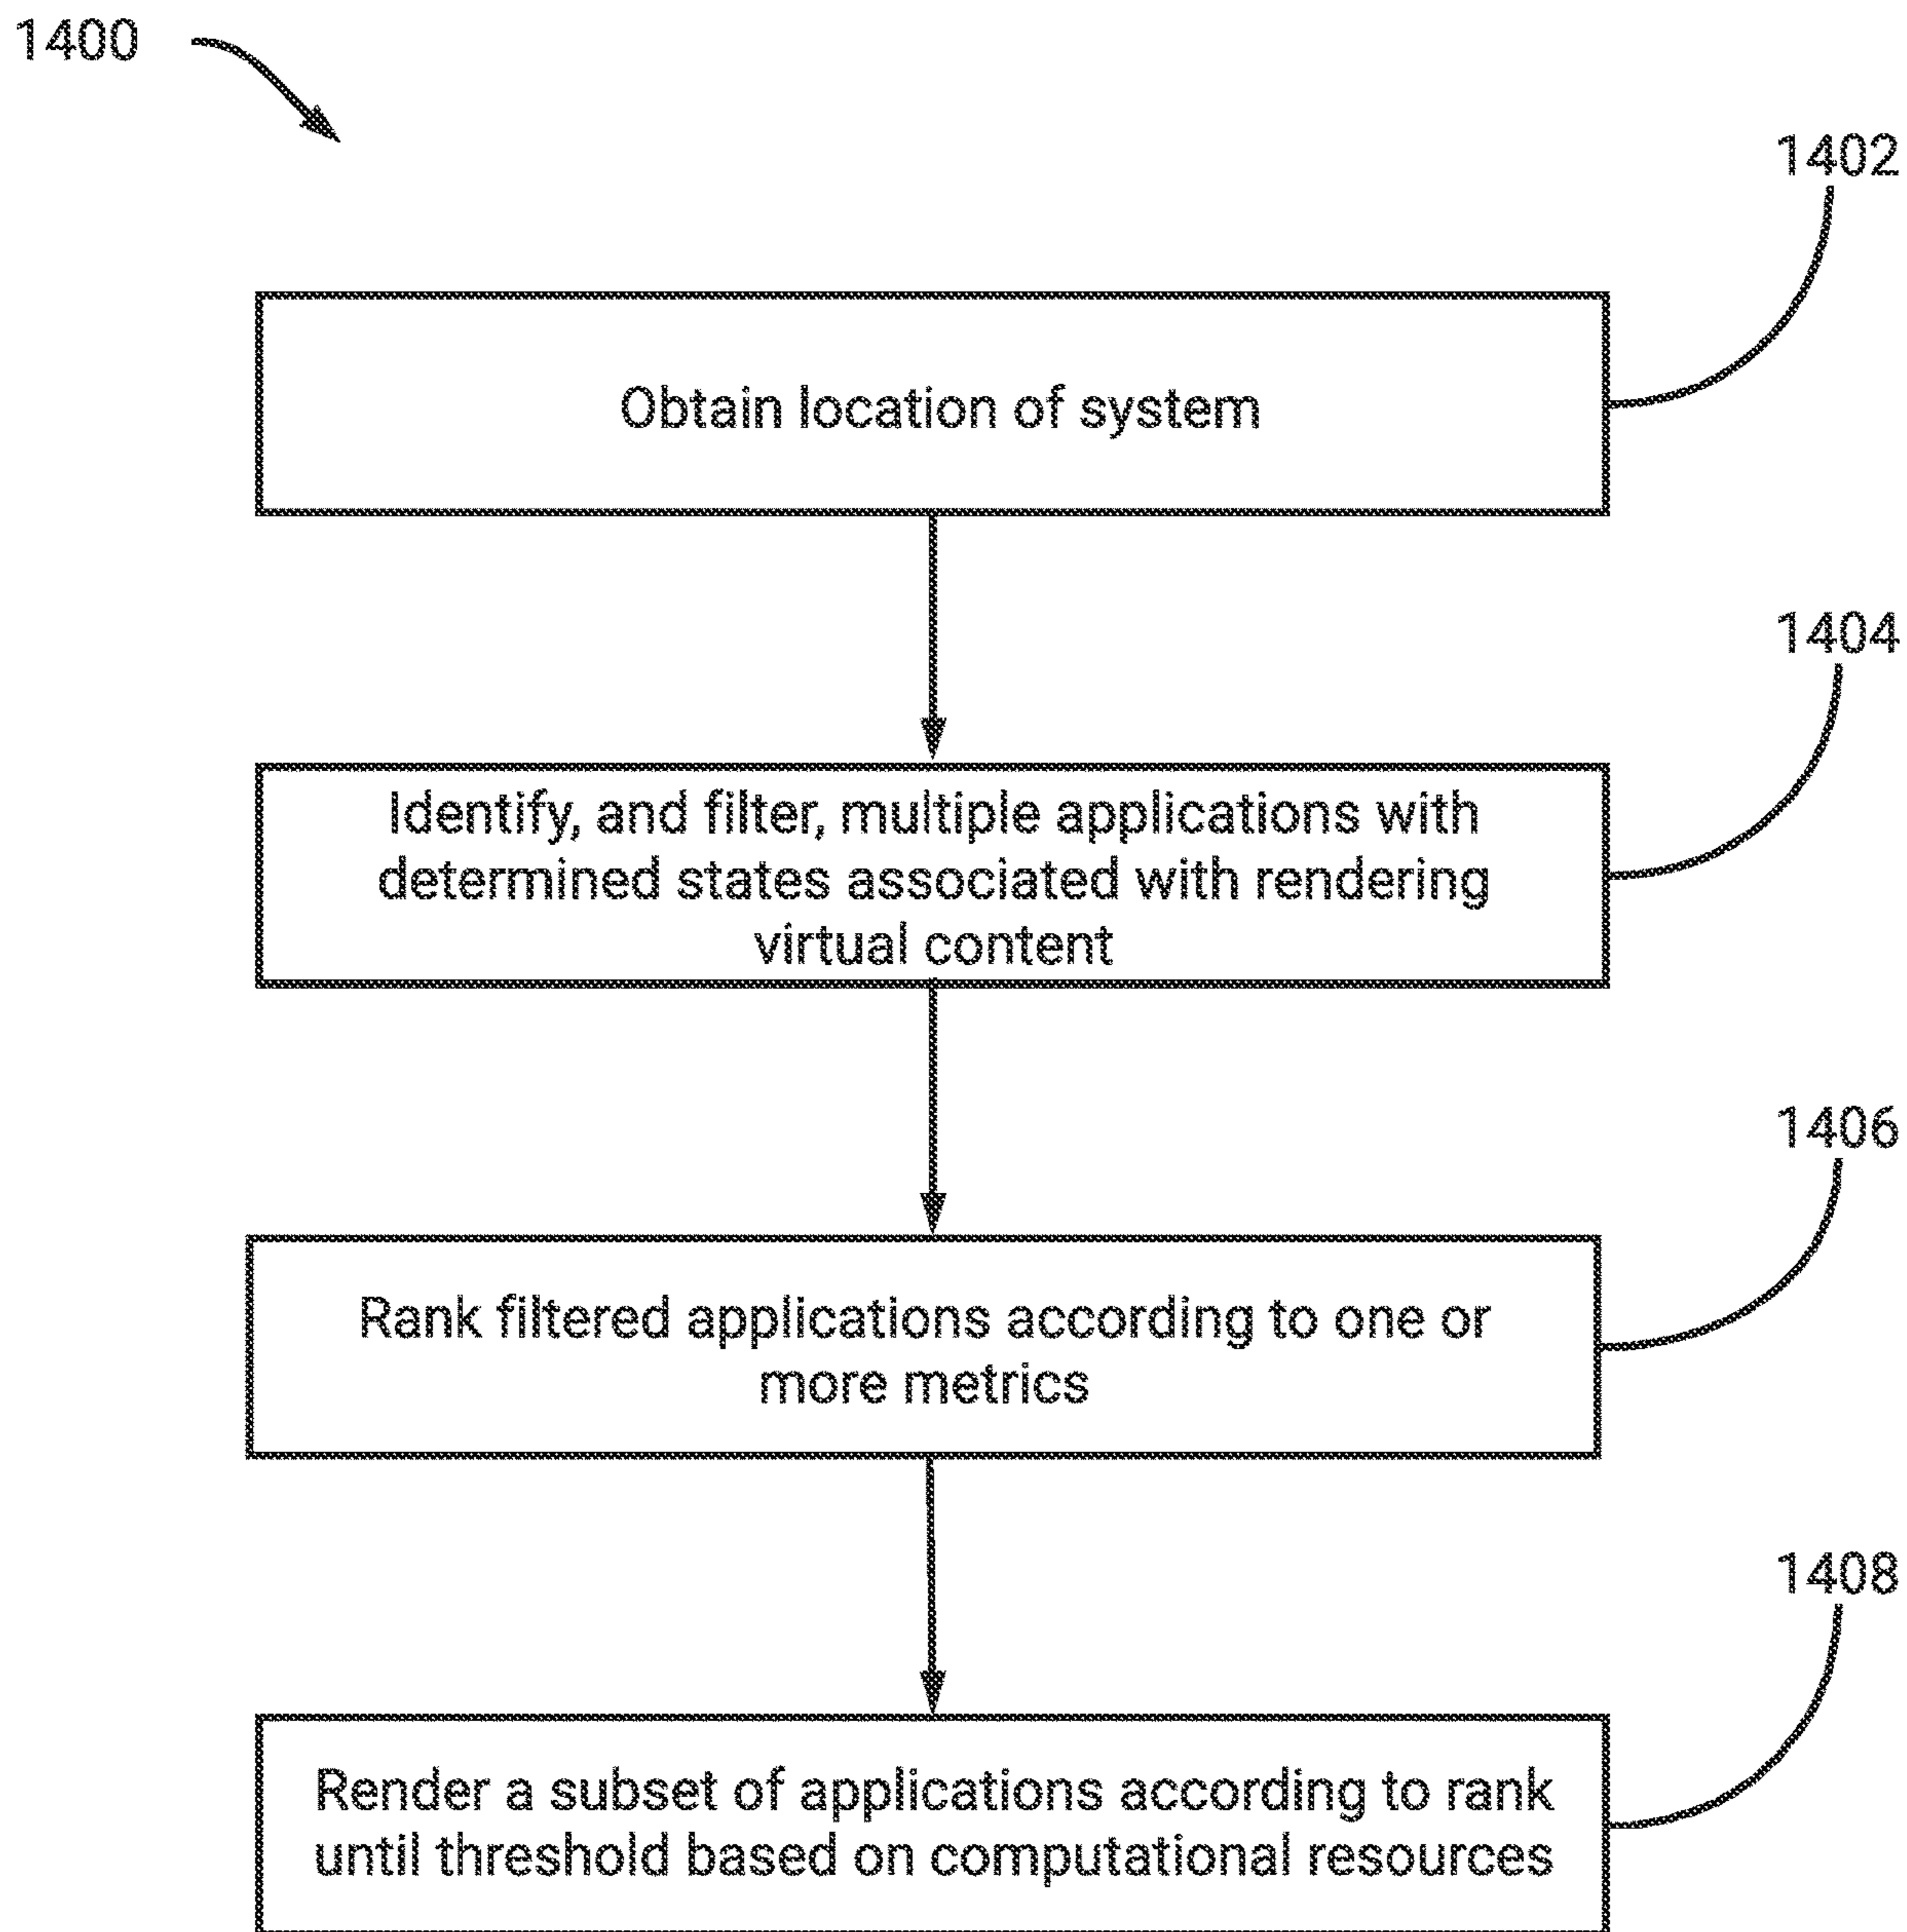 1400
1402
Obtain location of system
1404
Identify, and filter, multiple applications with
determined states associated with rendering
virtual content
1406
Rank filtered applications according to one or
more metrics
1408
Render a subset of applications according to rank
until threshold based on computational resources